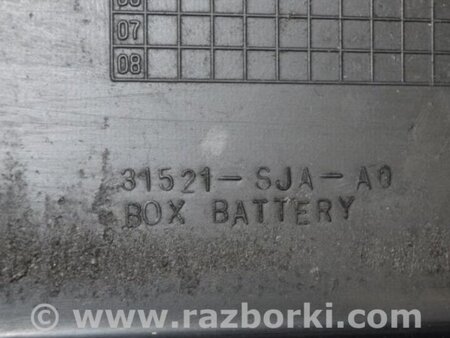 07
08
31521-SJA-A0
BOX BATTERY
© www.razborki.com